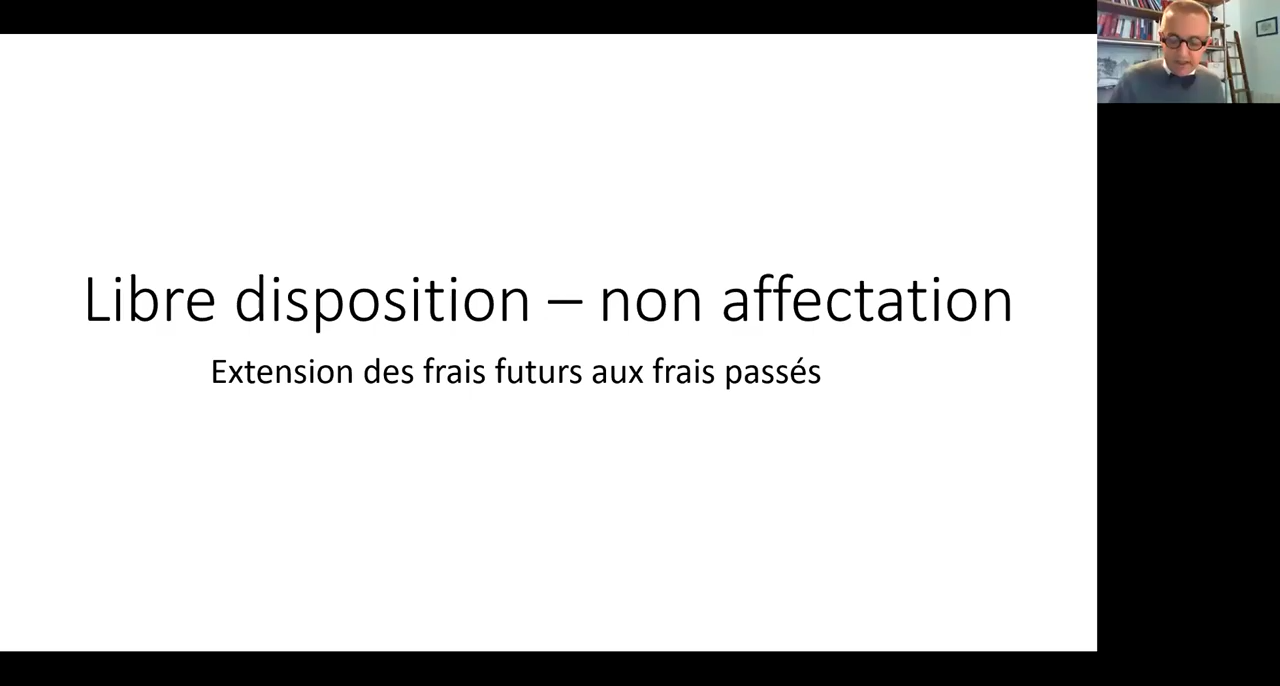 Libre disposition – non affectation
Extension des frais futurs aux frais passés